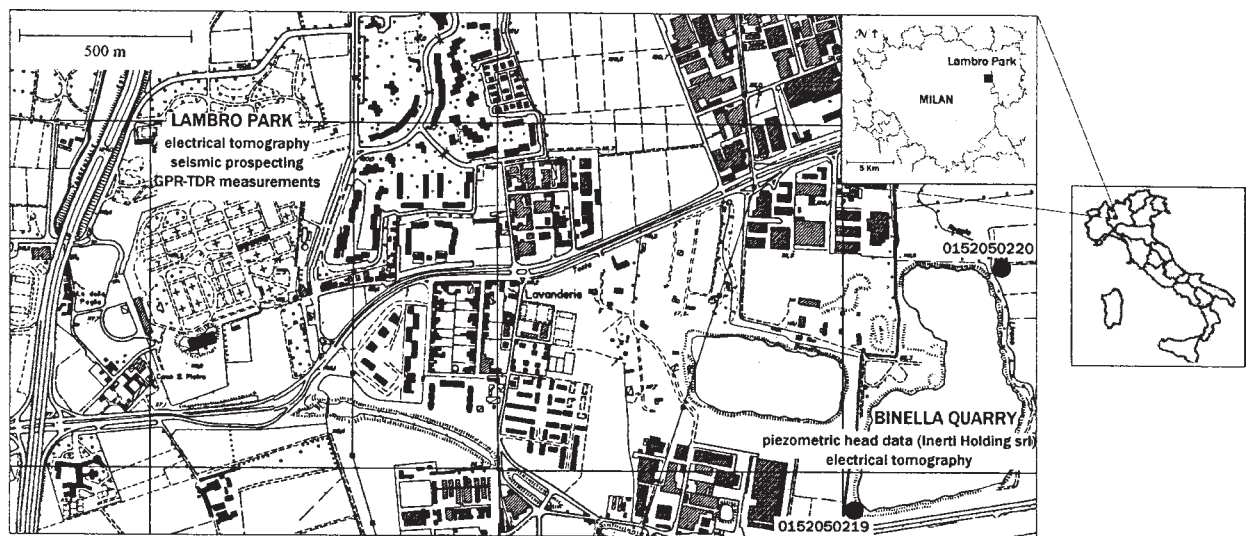 500 m
LAMBRO PARK
electrical tomography
seismic prospecting
GPR-TDR measurements
N
Lambro Park
MILAN
5 Km
0152050220
Lavanderie
BINELLA QUARRY
piezometric head data (Inerti Holding srl)
electrical tomography
0152050219